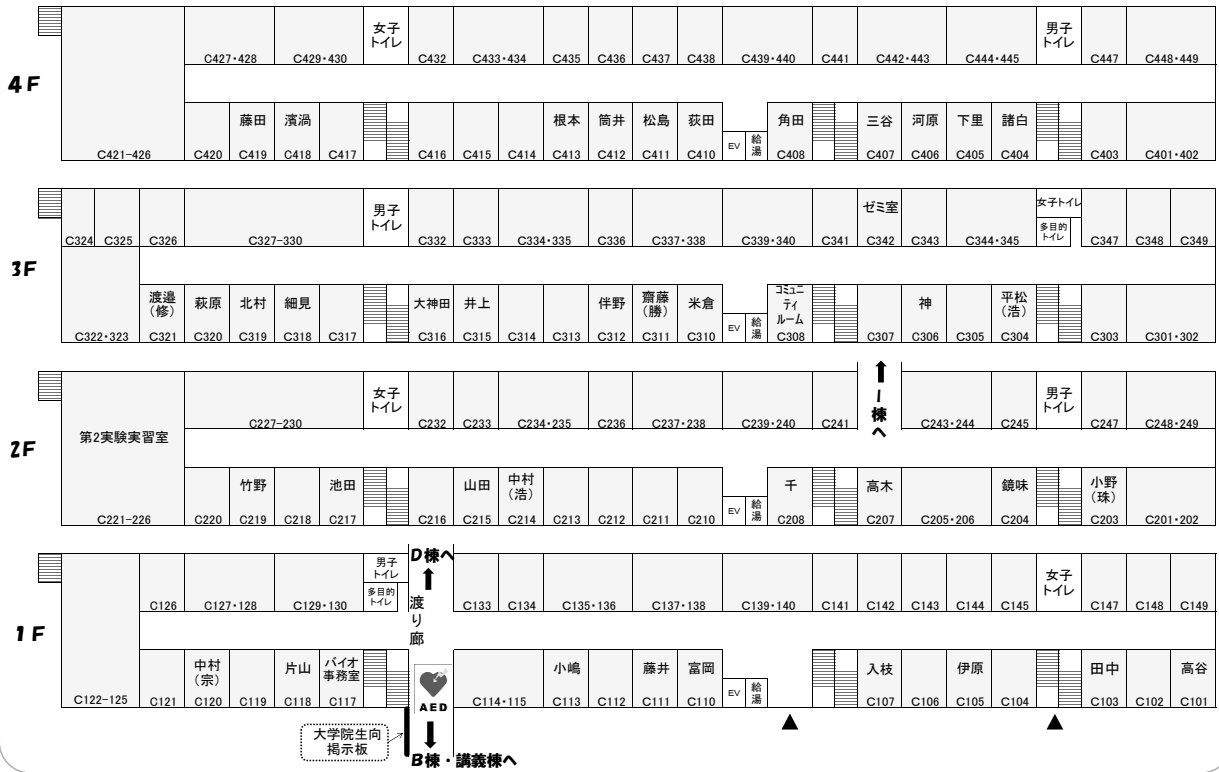 女子
トイレ
男子
トイレ
C427・428 C429・430 C432 C433・434 C435 C436 C437 C438 C439・440 C441 C442・443 C444・445 C447 C448・449
4F
藤田 濱渦 根本 筒井 松島 荻田 角田 三谷 河原 下里 諸白
EV 給湯
C421-426 C420 C419 C418 C417 C416 C415 C414 C413 C412 C411 C410 C408 C407 C406 C405 C404 C403 C401・402
男子
トイレ
ゼミ室
女子トイレ
多目的
トイレ
C324 C325 C326 C327-330 C332 C333 C334・335 C336 C337・338 C339・340 C341 C342 C343 C344・345 C347 C348 C349
3F
渡邉
(修)
萩原 北村 細見 大神田 井上 伴野
齋藤
(勝)
米倉
コミュニ
ティ
ルーム
神
平松
(浩)
EV 給湯
C322・323 C321 C320 C319 C318 C317 C316 C315 C314 C313 C312 C311 C310 C308 C307 C306 C305 C304 C303 C301・302
女子
トイレ
I棟へ
男子
トイレ
C227-230 C232 C233 C234・235 C236 C237・238 C239・240 C241 C243・244 C245 C247 C248・249
第2実験実習室
2F
竹野 池田 山田
中村
(浩)
千 高木 鏡味
小野
(珠)
EV 給湯
C221-226 C220 C219 C218 C217 C216 C215 C214 C213 C212 C211 C210 C208 C207 C205・206 C204 C203 C201・202
男子
トイレ
多目的
トイレ
D棟へ
渡り廊
女子
トイレ
C126 C127・128 C129・130 C133 C134 C135・136 C137・138 C139・140 C141 C142 C143 C144 C145 C147 C148 C149
1F
中村
(宗)
片山
バイオ
事務室
AED
小嶋 藤井 富岡 入枝 伊原 田中 高谷
EV 給湯
C122-125 C121 C120 C119 C118 C117 C114・115 C113 C112 C111 C110 C107 C106 C105 C104 C103 C102 C101
大学院生向
掲示板
B棟・講義棟へ